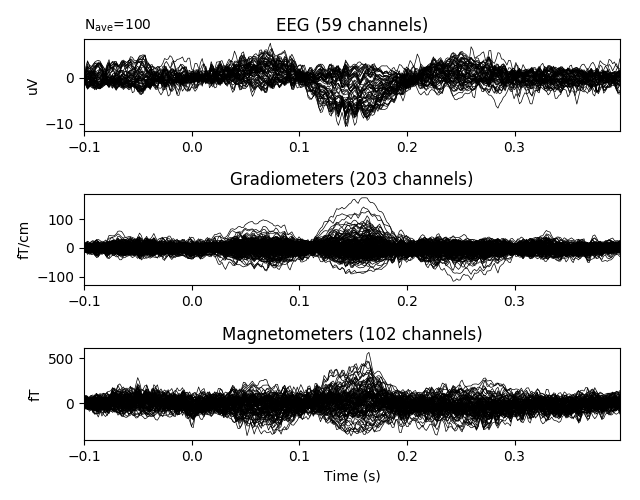 N_ave=100
EEG (59 channels)
uV
0
−10
−0.1 0.0 0.1 0.2 0.3
Gradiometers (203 channels)
fT/cm
100
0
−100
−0.1 0.0 0.1 0.2 0.3
Magnetometers (102 channels)
fT
500
0
−0.1 0.0 0.1 0.2 0.3
Time (s)